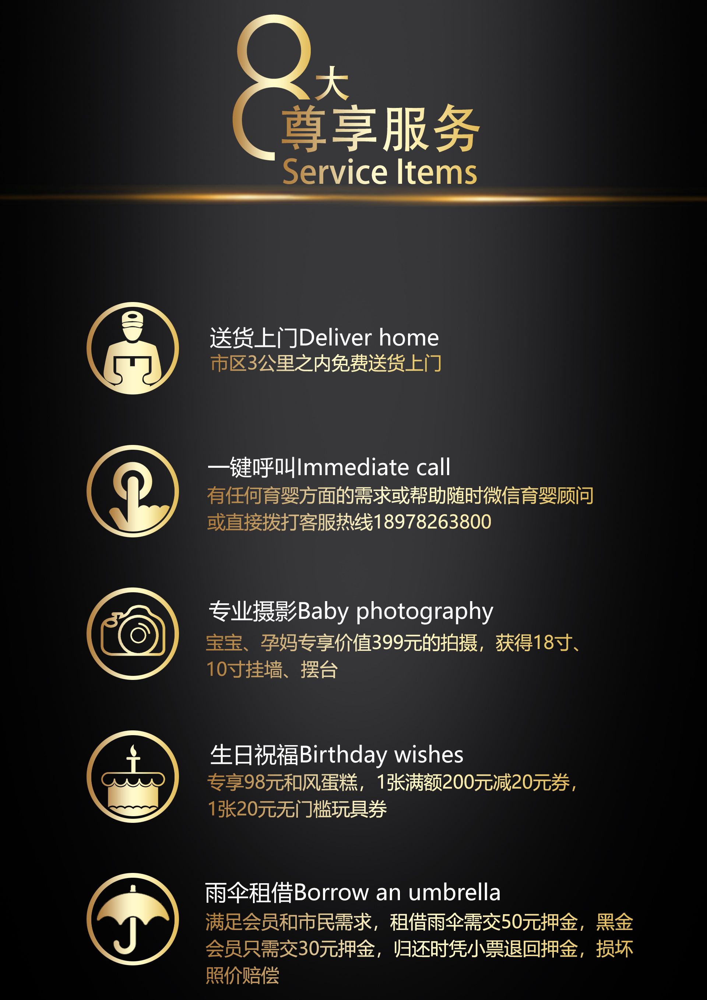 8大
尊享服务
Service Items
送货上门Deliver home
市区3公里之内免费送货上门
一键呼叫Immediate call
有任何育婴方面的需求或帮助随时微信育婴顾问
或直接拨打客服热线18978263800
专业摄影Baby photography
宝宝、孕妈专享价值399元的拍摄，获得18寸、
10寸挂墙、摆台
生日祝福Birthday wishes
专享98元和风蛋糕，1张满额200元减20元券，
1张20元无门槛玩具券
雨伞租借Borrow an umbrella
满足会员和市民需求，租借雨伞需交50元押金，黑金
会员只需交30元押金，归还时凭小票退回押金，损坏
照价赔偿